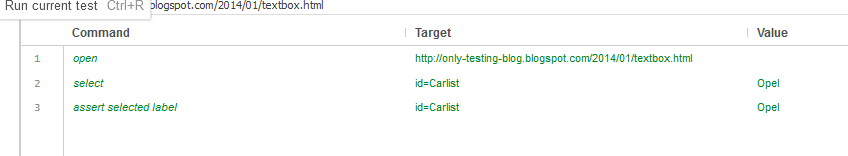 Run current test Ctrl+R blogspot.com/2014/01/textbox.html
Command Target Value
1 open http://only-testing-blog.blogspot.com/2014/01/textbox.html
2 select id=Carlist Opel
3 assert selected label id=Carlist Opel